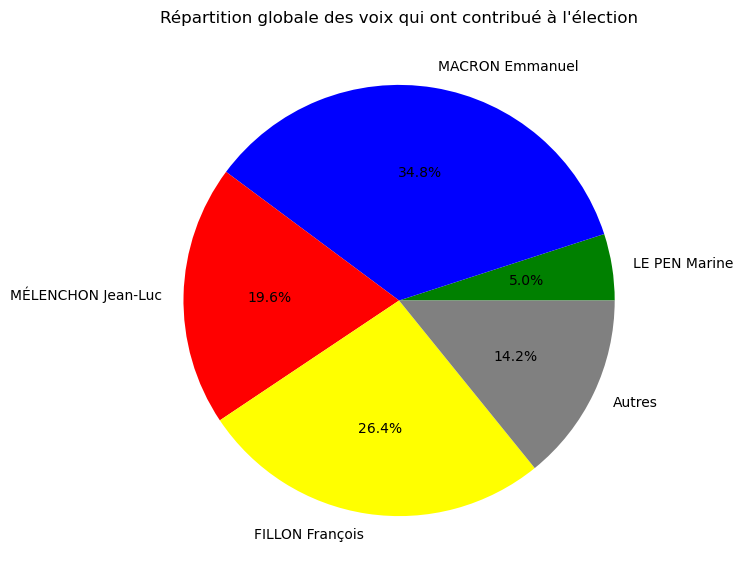 Répartition globale des voix qui ont contribué à l'élection
MACRON Emmanuel
34.8%
LE PEN Marine
5.0%
MÉLENCHON Jean-Luc
19.6%
14.2%
Autres
26.4%
FILLON François